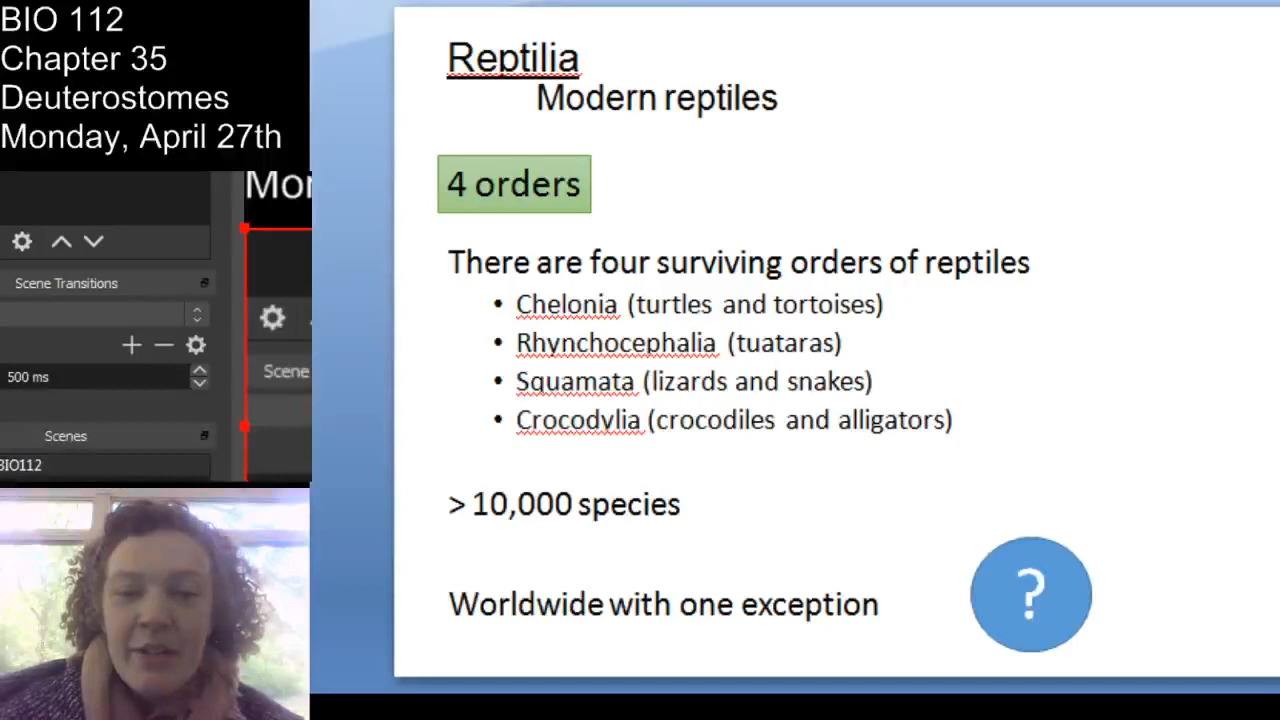 BIO 112
Chapter 35
Deuterostomes
Monday, April 27th
Mon
Scene Transitions
500 ms
Scene
Scenes
BIO112
Reptilia
Modern reptiles
4 orders
There are four surviving orders of reptiles
• Chelonia (turtles and tortoises)
• Rhynchocephalia (tuataras)
• Squamata (lizards and snakes)
• Crocodylia (crocodiles and alligators)
> 10,000 species
Worldwide with one exception
?